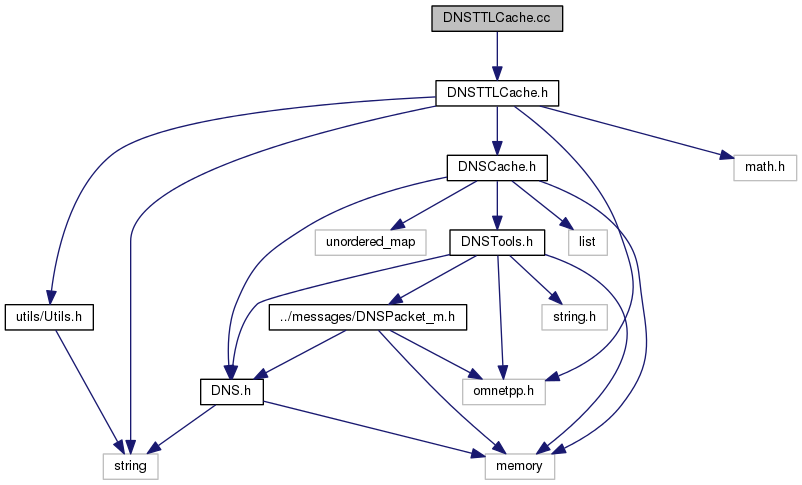 DNSTTLCache.cc
DNSTTLCache.h
DNSCache.h
math.h
unordered_map
DNSTools.h
list
utils/Utils.h
../messages/DNSPacket_m.h
string.h
DNS.h
omnetpp.h
string
memory